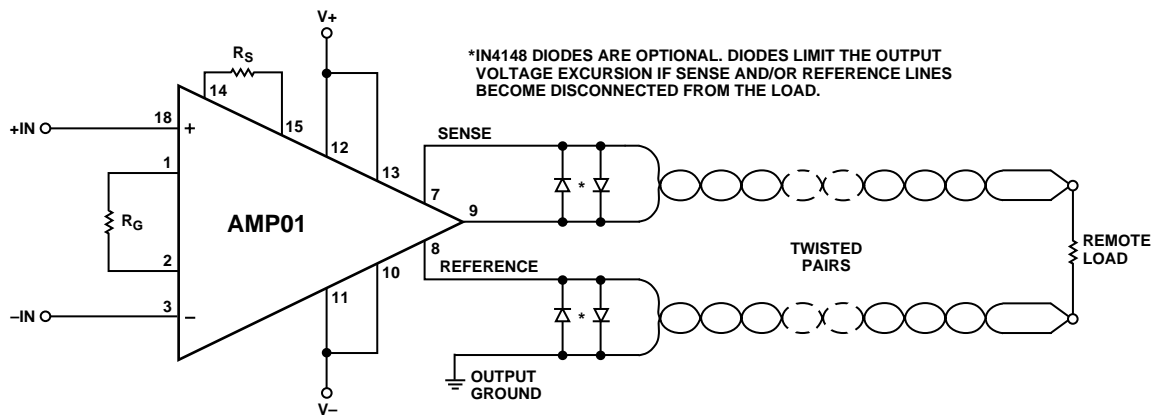 V+
RS
*IN4148 DIODES ARE OPTIONAL. DIODES LIMIT THE OUTPUT
VOLTAGE EXCURSION IF SENSE AND/OR REFERENCE LINES
BECOME DISCONNECTED FROM THE LOAD.
14
15
18
+IN
+
12
SENSE
1
13
7
*
RG
AMP01
9
TWISTED
PAIRS
REMOTE
LOAD
8
2
10
REFERENCE
11
3
–IN
–
*
OUTPUT
GROUND
V–